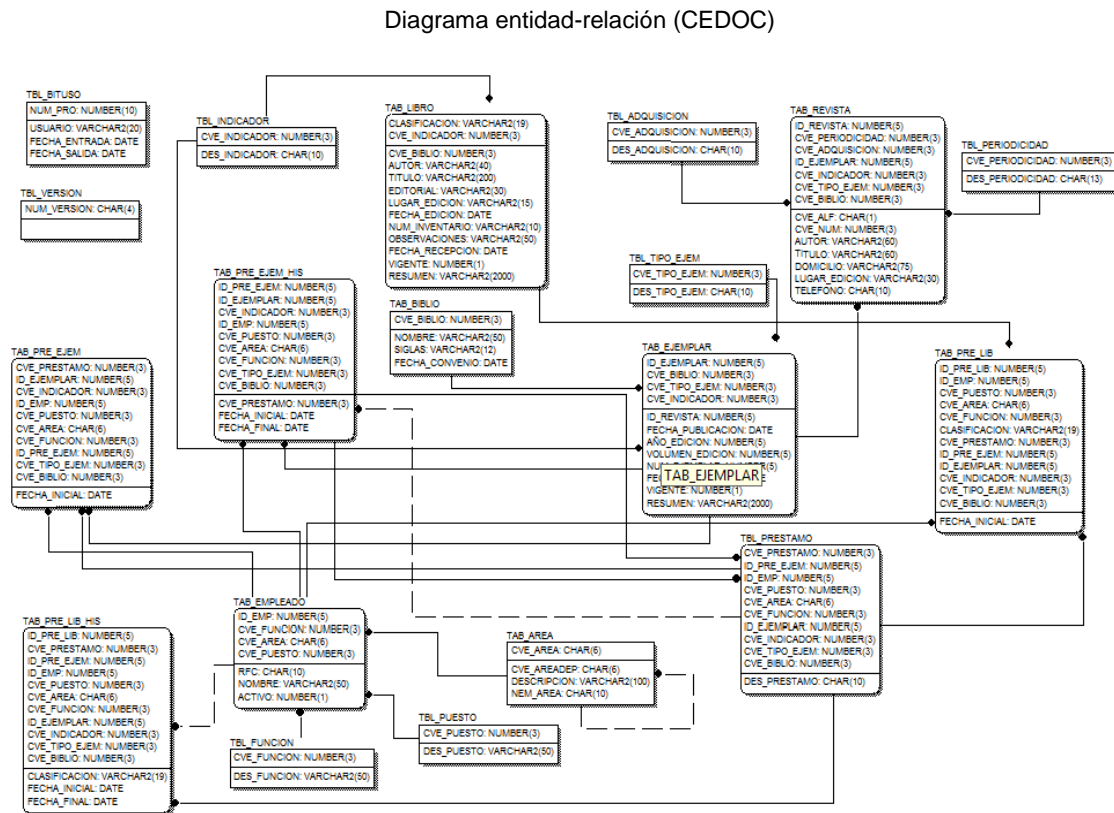 Diagrama entidad-relación (CEDOC)
TBL_BITUSO
NUM_PRO: NUMBER(10)
USUARIO: VARCHAR2(20)
FECHA_ENTRADA: DATE
FECHA_SALIDA: DATE
TBL_VERSION
NUM_VERSION: CHAR(4)
TBL_INDICADOR
CVE_INDICADOR: NUMBER(3)
DES_INDICADOR: CHAR(10)
TAB_LIBRO
CLASIFICACION: VARCHAR2(19)
CVE_INDICADOR: NUMBER(3)
CVE_BIBLIO: NUMBER(3)
AUTOR: VARCHAR2(40)
TITULO: VARCHAR2(200)
EDITORIAL: VARCHAR2(30)
LUGAR_EDICION: VARCHAR2(15)
FECHA_EDICION: DATE
NUM_INVENTARIO: VARCHAR2(10)
OBSERVACIONES: VARCHAR2(50)
FECHA_RECEPCION: DATE
VIGENTE: NUMBER(1)
RESUMEN: VARCHAR2(2000)
TBL_ADQUISICION
CVE_ADQUISICION: NUMBER(3)
DES_ADQUISICION: CHAR(10)
TAB_REVISTA
ID_REVISTA: NUMBER(5)
CVE_PERIODICIDAD: NUMBER(3)
CVE_ADQUISICION: NUMBER(3)
ID_EJEMPLAR: NUMBER(5)
CVE_INDICADOR: NUMBER(3)
CVE_TIPO_EJEM: NUMBER(3)
CVE_BIBLIO: NUMBER(3)
CVE_ALF: CHAR(1)
CVE_NUM: NUMBER(3)
AUTOR: VARCHAR2(60)
TITULO: VARCHAR2(60)
DOMICILIO: VARCHAR2(75)
LUGAR_EDICION: VARCHAR2(30)
TELEFONO: CHAR(10)
TBL_PERIODICIDAD
CVE_PERIODICIDAD: NUMBER(3)
DES_PERIODICIDAD: CHAR(13)
TAB_PRE_EJEM_HIS
ID_PRE_EJEM: NUMBER(5)
ID_EJEMPLAR: NUMBER(5)
CVE_INDICADOR: NUMBER(3)
ID_EMP: NUMBER(5)
CVE_PUESTO: NUMBER(3)
CVE_AREA: CHAR(6)
CVE_FUNCION: NUMBER(3)
CVE_TIPO_EJEM: NUMBER(3)
CVE_BIBLIO: NUMBER(3)
CVE_PRESTAMO: NUMBER(3)
FECHA_INICIAL: DATE
FECHA_FINAL: DATE
TBL_TIPO_EJEM
CVE_TIPO_EJEM: NUMBER(3)
DES_TIPO_EJEM: CHAR(10)
TAB_BIBLIO
CVE_BIBLIO: NUMBER(3)
NOMBRE: VARCHAR2(50)
SIGLAS: VARCHAR2(12)
FECHA_CONVENIO: DATE
TAB_PRE_EJEM
CVE_PRESTAMO: NUMBER(3)
ID_EJEMPLAR: NUMBER(5)
CVE_INDICADOR: NUMBER(3)
ID_EMP: NUMBER(5)
CVE_PUESTO: NUMBER(3)
CVE_AREA: CHAR(6)
CVE_FUNCION: NUMBER(3)
ID_PRE_EJEM: NUMBER(5)
CVE_TIPO_EJEM: NUMBER(3)
CVE_BIBLIO: NUMBER(3)
FECHA_INICIAL: DATE
TAB_EJEMPLAR
ID_EJEMPLAR: NUMBER(5)
CVE_BIBLIO: NUMBER(3)
CVE_TIPO_EJEM: NUMBER(3)
CVE_INDICADOR: NUMBER(3)
ID_REVISTA: NUMBER(5)
FECHA_PUBLICACION: DATE
AÑO_EDICION: NUMBER(5)
VOLUMEN_EDICION: NUMBER(5)
TAB_EJEMPLAR
VIGENTE: NUMBER(1)
RESUMEN: VARCHAR2(2000)
TAB_PRE_LIB
ID_PRE_LIB: NUMBER(5)
ID_EMP: NUMBER(5)
CVE_PUESTO: NUMBER(3)
CVE_AREA: CHAR(6)
CVE_FUNCION: NUMBER(3)
CLASIFICACION: VARCHAR2(19)
CVE_PRESTAMO: NUMBER(3)
ID_PRE_EJEM: NUMBER(5)
ID_EJEMPLAR: NUMBER(5)
CVE_INDICADOR: NUMBER(3)
CVE_TIPO_EJEM: NUMBER(3)
CVE_BIBLIO: NUMBER(3)
FECHA_INICIAL: DATE
TBL_PRESTAMO
CVE_PRESTAMO: NUMBER(3)
ID_PRE_EJEM: NUMBER(5)
ID_EMP: NUMBER(5)
CVE_PUESTO: NUMBER(3)
CVE_AREA: CHAR(6)
CVE_FUNCION: NUMBER(3)
ID_EJEMPLAR: NUMBER(5)
CVE_INDICADOR: NUMBER(3)
CVE_TIPO_EJEM: NUMBER(3)
CVE_BIBLIO: NUMBER(3)
DES_PRESTAMO: CHAR(10)
TAB_EMPLEADO
ID_EMP: NUMBER(5)
CVE_FUNCION: NUMBER(3)
CVE_AREA: CHAR(6)
CVE_PUESTO: NUMBER(3)
RFC: CHAR(10)
NOMBRE: VARCHAR2(50)
ACTIVO: NUMBER(1)
TAB_PRE_LIB_HIS
ID_PRE_LIB: NUMBER(5)
CVE_PRESTAMO: NUMBER(3)
ID_PRE_EJEM: NUMBER(5)
ID_EMP: NUMBER(5)
CVE_PUESTO: NUMBER(3)
CVE_AREA: CHAR(6)
CVE_FUNCION: NUMBER(3)
ID_EJEMPLAR: NUMBER(5)
CVE_INDICADOR: NUMBER(3)
CVE_TIPO_EJEM: NUMBER(3)
CVE_BIBLIO: NUMBER(3)
CLASIFICACION: VARCHAR2(19)
FECHA_INICIAL: DATE
FECHA_FINAL: DATE
TAB_AREA
CVE_AREA: CHAR(6)
CVE_AREADEP: CHAR(6)
DESCRIPCION: VARCHAR2(100)
NEM_AREA: CHAR(10)
TBL_PUESTO
CVE_PUESTO: NUMBER(3)
DES_PUESTO: VARCHAR2(50)
TBL_FUNCION
CVE_FUNCION: NUMBER(3)
DES_FUNCION: VARCHAR2(50)